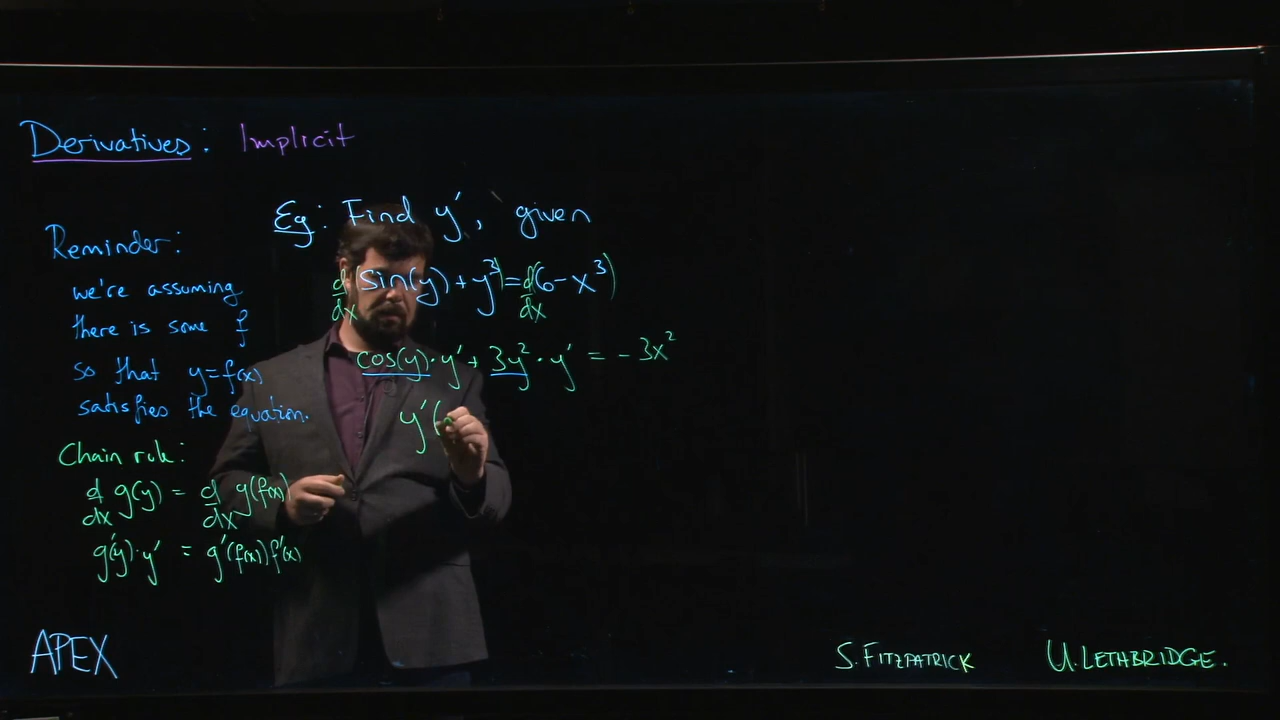 Derivatives: Implicit
Eg: Find y', given
Reminder:
we're assuming
there is some f
so that y=f(x)
satisfies the equation.
d/dx(sin(y)+y³)=d/dx(6-x³)
cos(y)·y'+3y²·y' = -3x²
y'(
Chain rule:
d/dx g(y) = d/dx g(f(x))
g'(y)·y' = g'(f(x))f'(x)
APEX
S.FITZPATRICK
U.LETHBRIDGE.